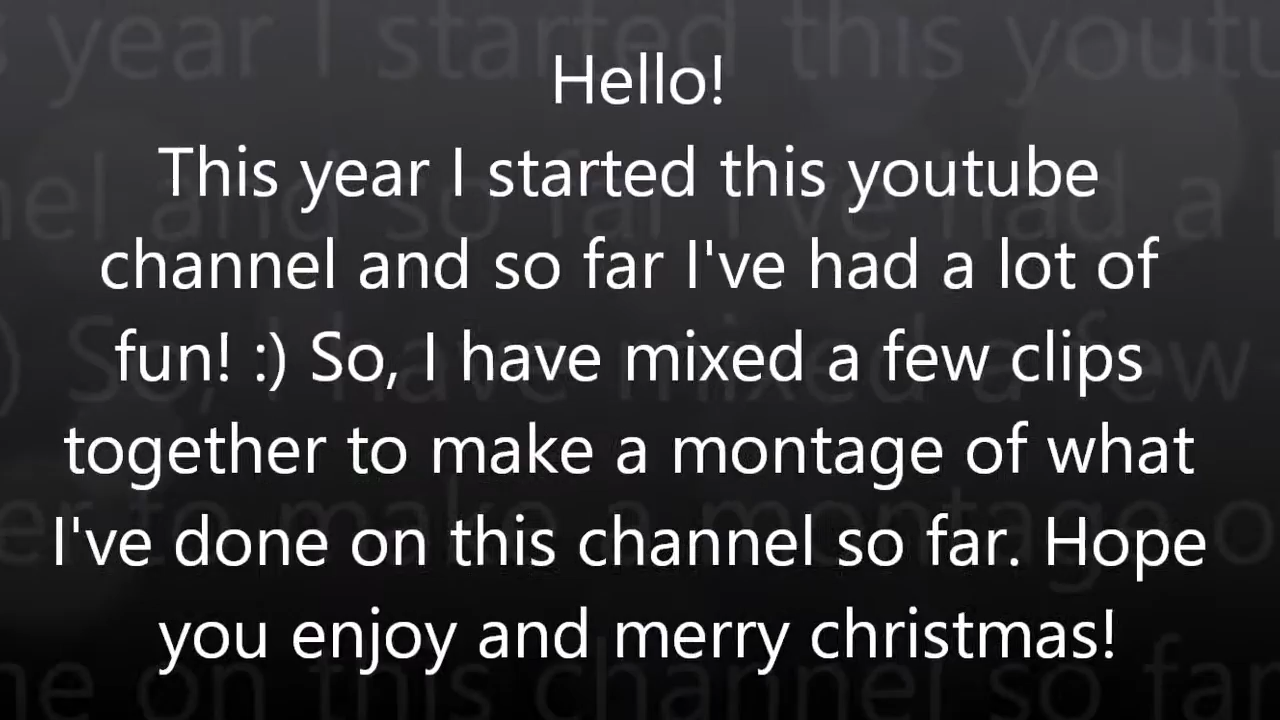 Hello!
This year I started this youtube
channel and so far I've had a lot of
fun! :) So, I have mixed a few clips
together to make a montage of what
I've done on this channel so far. Hope
you enjoy and merry christmas!